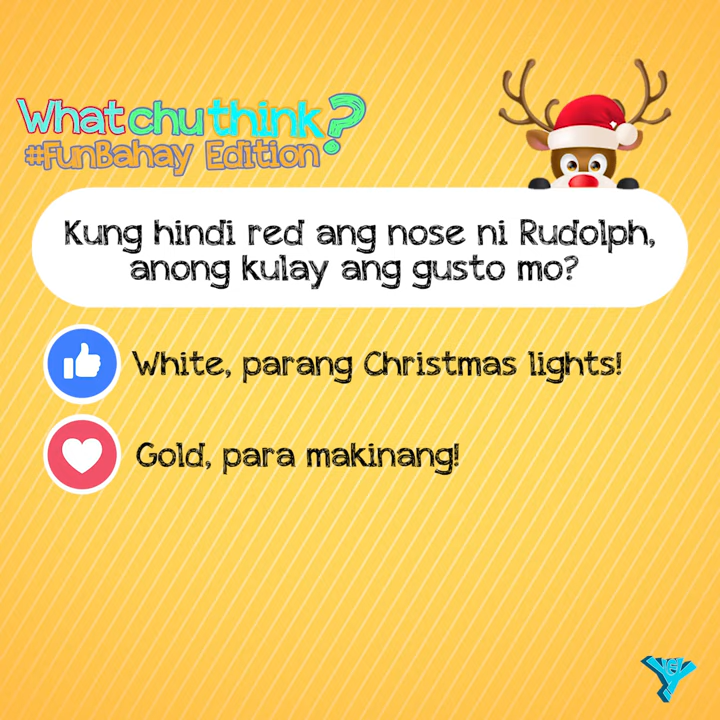 Whatchuthink?
#FunBahay Edition
Kung hindi red ang nose ni Rudolph,
anong kulay ang gusto mo?
White, parang Christmas lights!
Gold, para makinang!